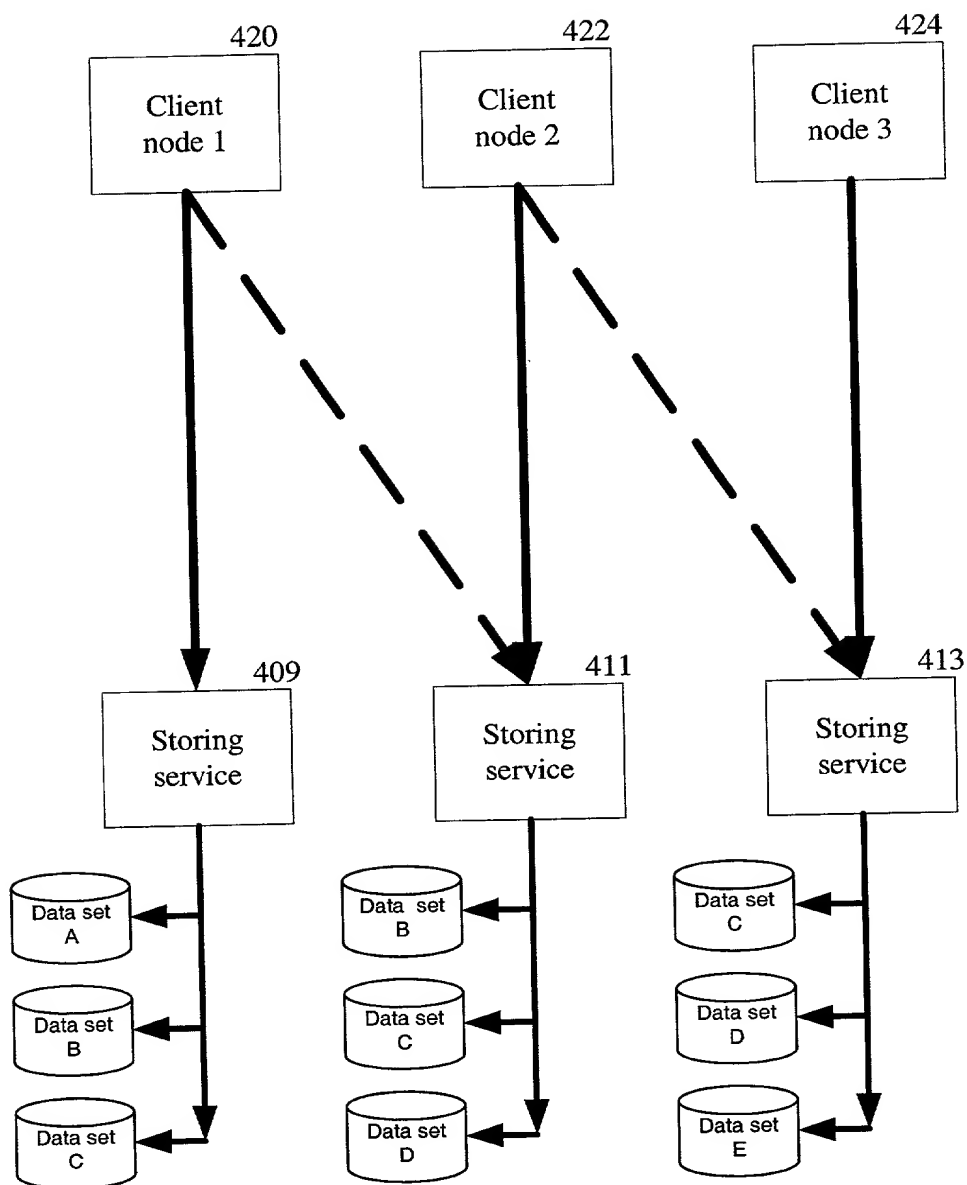 420
422
424
Client
node 1
Client
node 2
Client
node 3
409
411
413
Storing
service
Storing
service
Storing
service
Data set
A
Data set
B
Data set
C
Data set
B
Data set
C
Data set
D
Data set
C
Data set
D
Data set
E